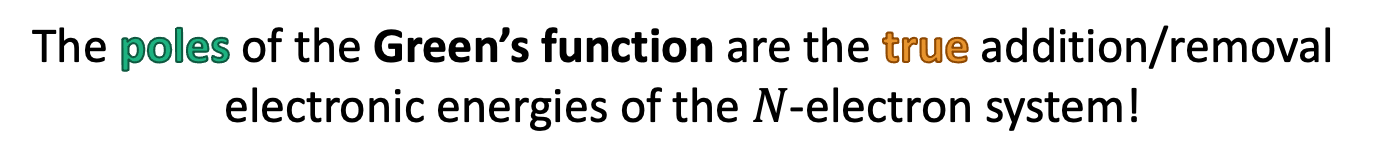 The poles of the Green’s function are the true addition/removal
electronic energies of the N-electron system!